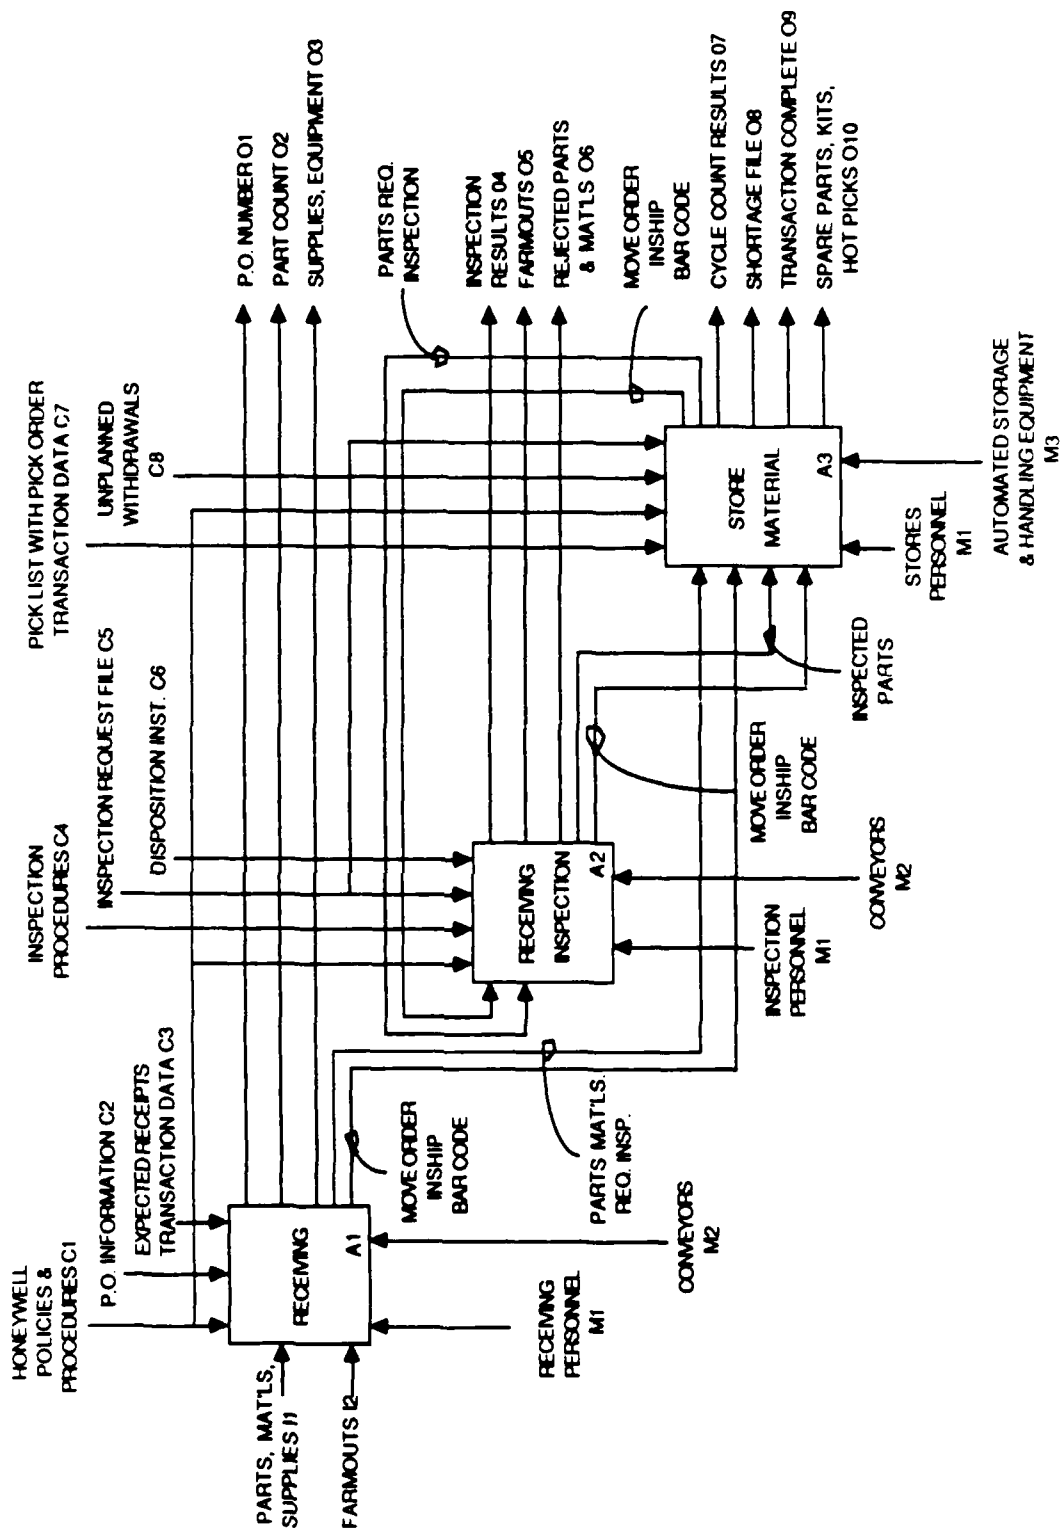 HONEYWELL
POLICIES &
PROCEDURES C1
P.O. INFORMATION C2
EXPECTED RECEIPTS
TRANSACTION DATA C3
INSPECTION
PROCEDURES C4
INSPECTION REQUEST FILE C5
DISPOSITION INST. C6
PICK LIST WITH PICK ORDER
TRANSACTION DATA C7
UNPLANNED
WITHDRAWALS
C8
P.O. NUMBER O1
PART COUNT O2
SUPPLIES, EQUIPMENT O3
PARTS REQ.
INSPECTION
INSPECTION
RESULTS O4
FARMOUTS O5
REJECTED PARTS
& MAT'LS O6
MOVE ORDER
INSHIP
BAR CODE
CYCLE COUNT RESULTS O7
SHORTAGE FILE O8
TRANSACTION COMPLETE O9
SPARE PARTS, KITS,
HOT PICKS O10
PARTS, MAT'LS,
SUPPLIES I1
FARMOUTS I2
RECEIVING
A1
MOVE ORDER
INSHIP
BAR CODE
RECEIVING
PERSONNEL
M1
CONVEYORS
M2
PARTS MAT'LS.
REQ. INSP.
RECEIVING
INSPECTION
A2
INSPECTION
PERSONNEL
M1
CONVEYORS
M2
MOVE ORDER
INSHIP
BAR CODE
INSPECTED
PARTS
STORE
MATERIAL
A3
STORES
PERSONNEL
M1
AUTOMATED STORAGE
& HANDLING EQUIPMENT
M3